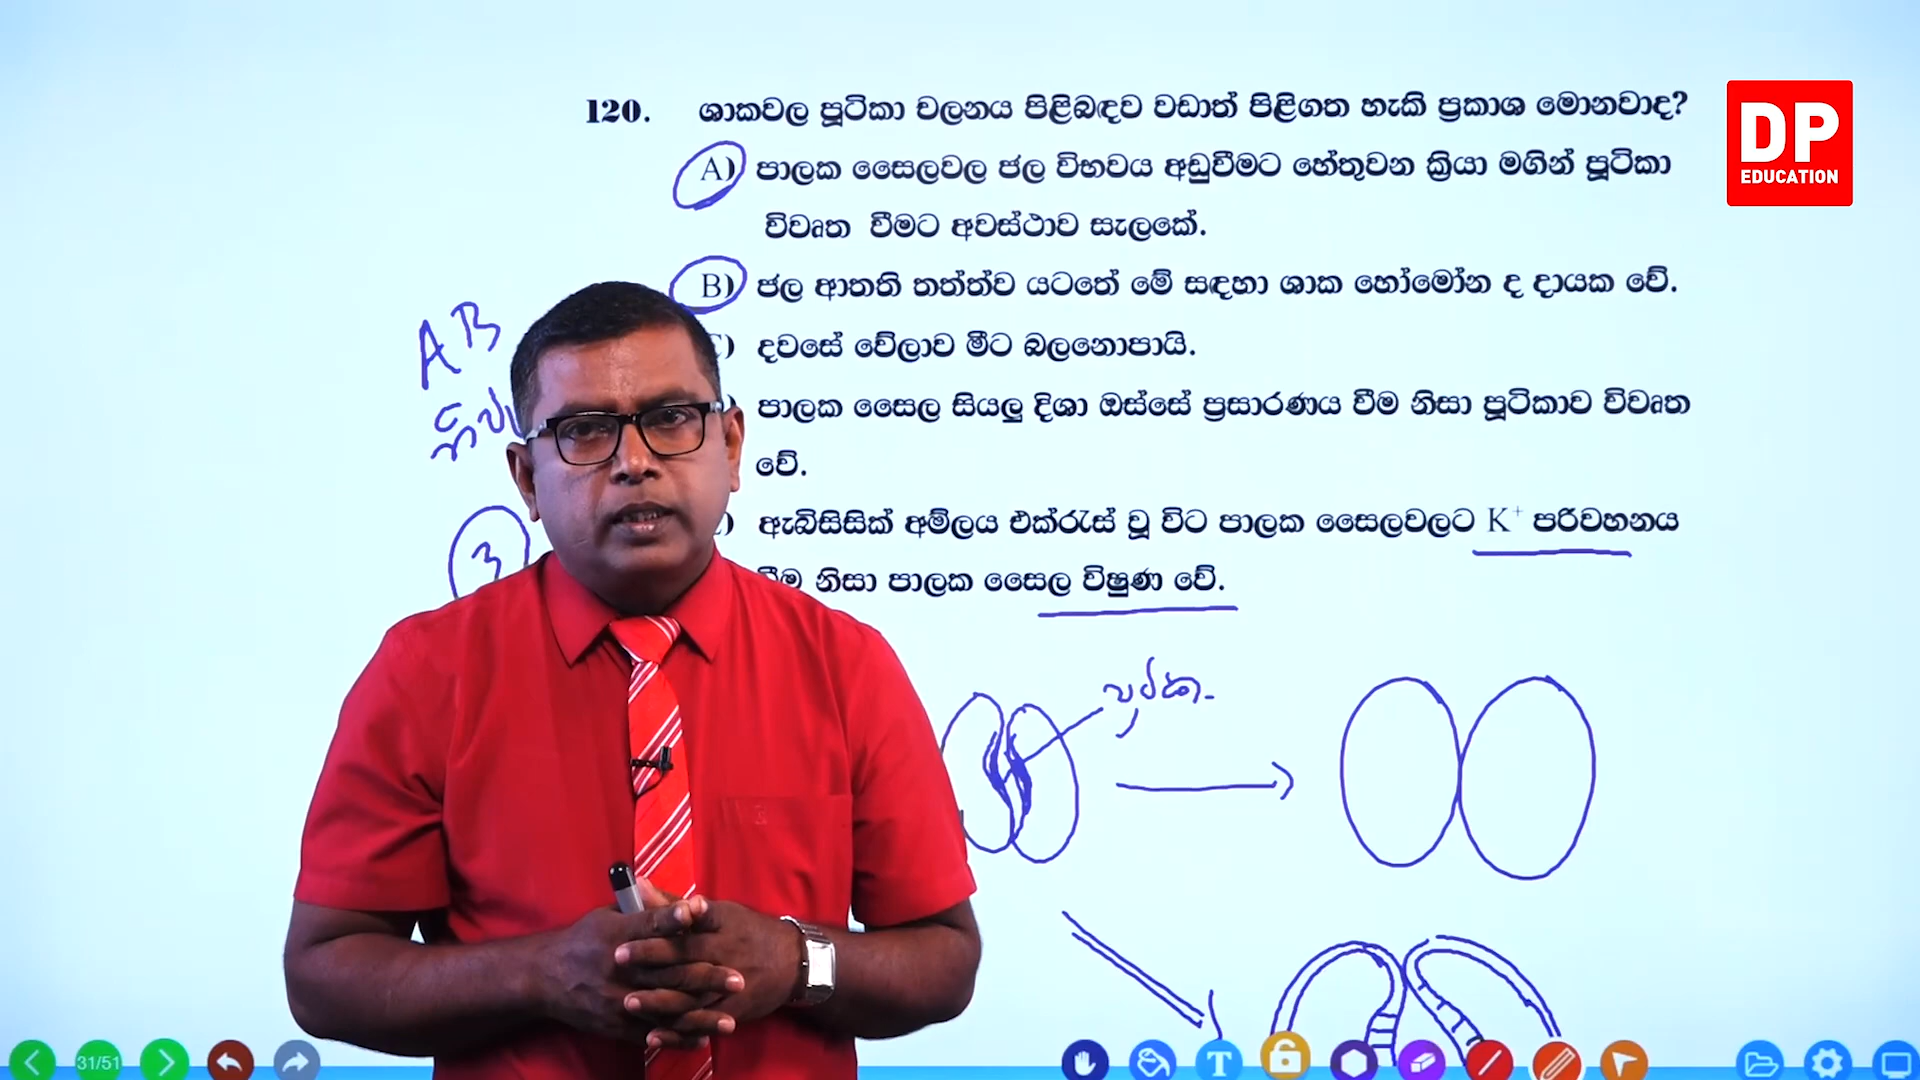 120. ශාකවල පූටිකා චලනය පිළිබඳව වඩාත් පිළිගත හැකි ප්‍රකාශ මොනවාද?
DP
EDUCATION
A) පාලක සෛලවල ජල විභවය අඩුවීමට හේතුවන ක්‍රියා මගින් පූටිකා
විවෘත වීමට අවස්ථාව සැලකේ.
B) ජල ආතති තත්ත්ව යටතේ මේ සඳහා ශාක හෝමෝන ද දායක වේ.
) දවසේ වේලාව මීට බලනොපායි.
) පාලක සෛල සියලු දිශා ඔස්සේ ප්‍රසාරණය වීම නිසා පූටිකාව විවෘත
වේ.
) ඇබ්සිසික් අම්ලය එක්රැස් වූ විට පාලක සෛලවලට K⁺ පරිවහනය
නිසා පාලක සෛල විෂුණ වේ.
AB
3
පූටිකා
31/51
T